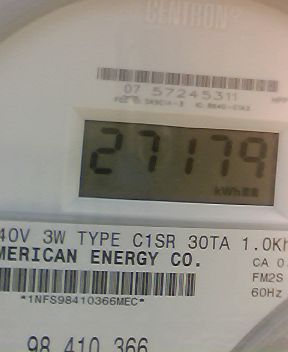 CENTRON®
07 57245311
27179
kWh
40V 3W TYPE C1SR 30TA 1.0Kh
MERICAN ENERGY CO.
CA 0.
FM2S
60Hz
*1NFS98410366MEC*
98 410 366